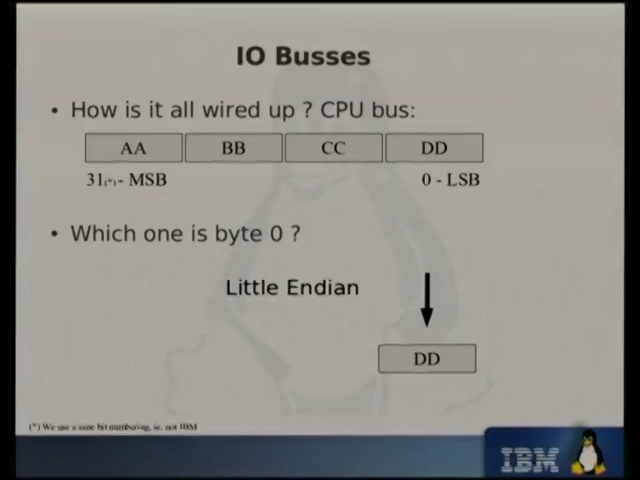 IO Busses
• How is it all wired up ? CPU bus:
AA BB CC DD
31(*)- MSB 0 - LSB
• Which one is byte 0 ?
Little Endian
DD
(*) We use a sane bit numbering, ie, not IBM
IBM